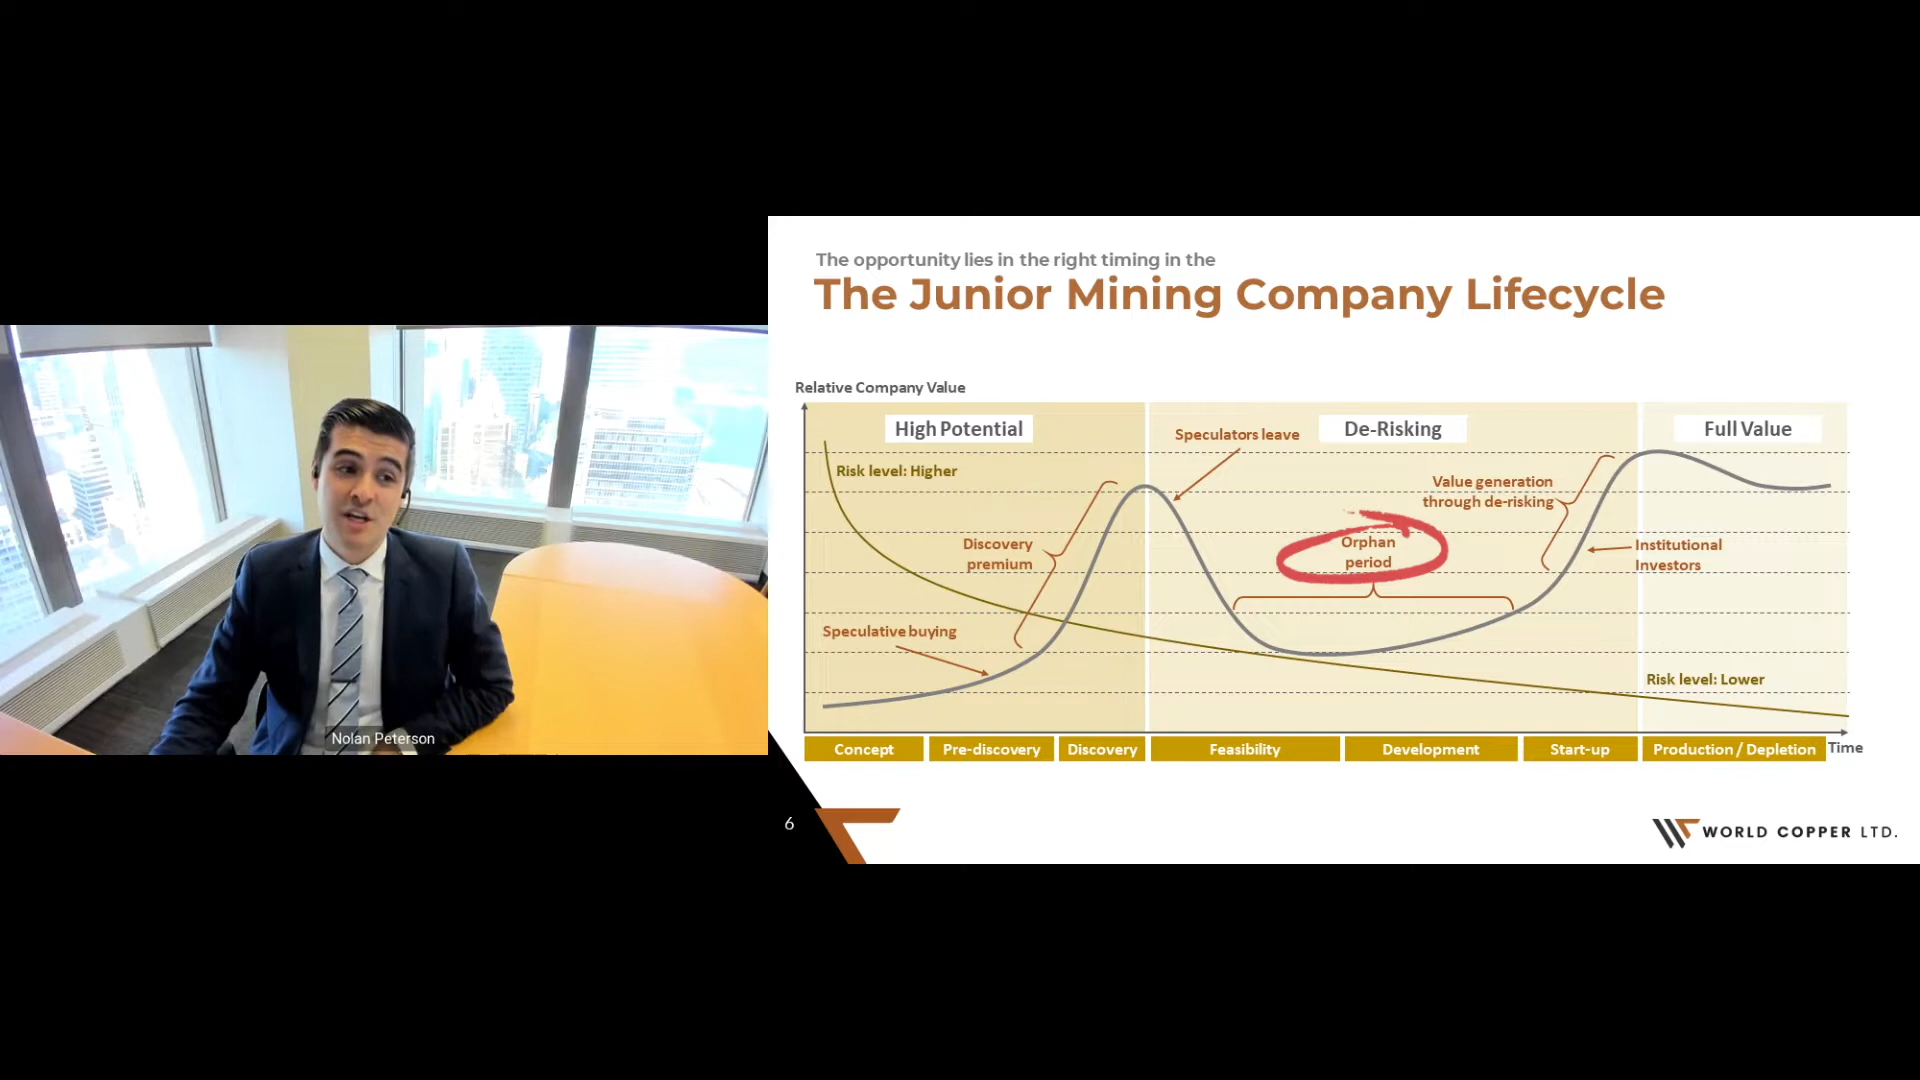 The opportunity lies in the right timing in the
The Junior Mining Company Lifecycle
Relative Company Value
High Potential
De-Risking
Full Value
Speculators leave
Risk level: Higher
Value generation
through de-risking
Discovery
premium
Orphan
period
Institutional
Investors
Speculative buying
Risk level: Lower
Nolan Peterson
Concept
Pre-discovery
Discovery
Feasibility
Development
Start-up
Production / Depletion
Time
6
WORLD COPPER LTD.